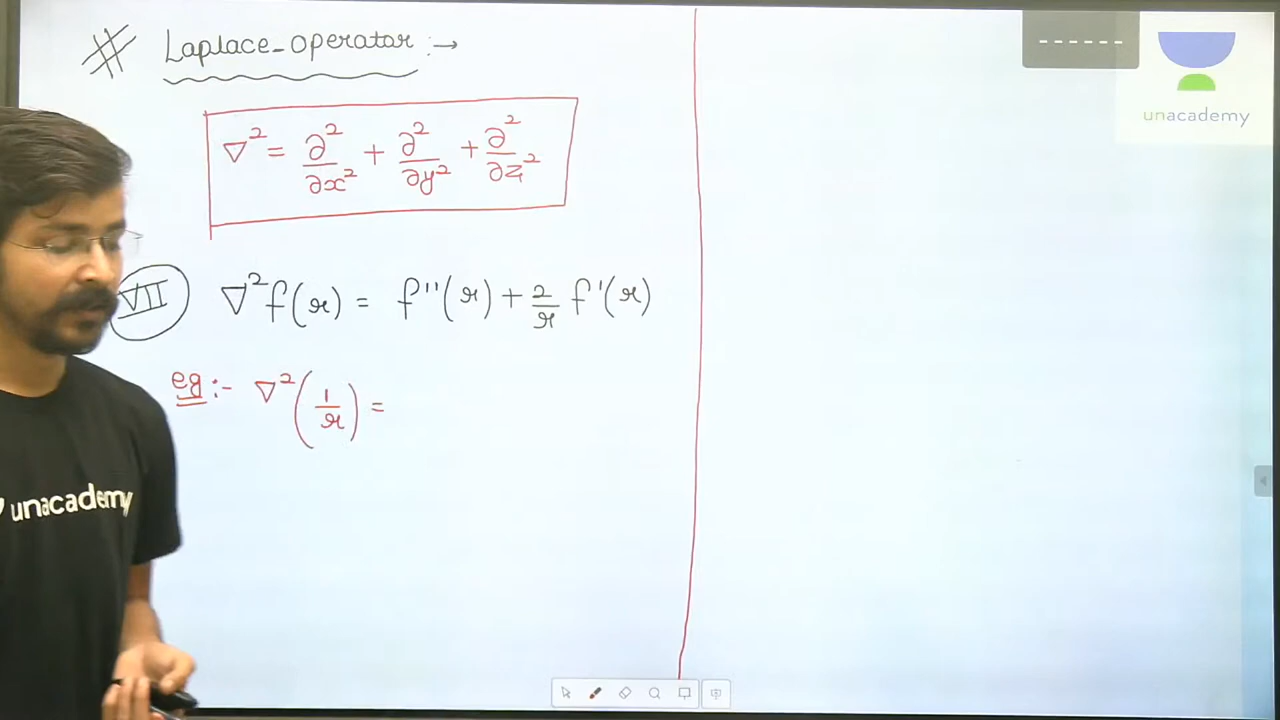 # Laplace-operator :→
∇² = ∂²/∂x² + ∂²/∂y² + ∂²/∂z²
VII ∇²f(r) = f''(r) + 2/r f'(r)
eg :- ∇²(1/r) =
------
unacademy
unacademy